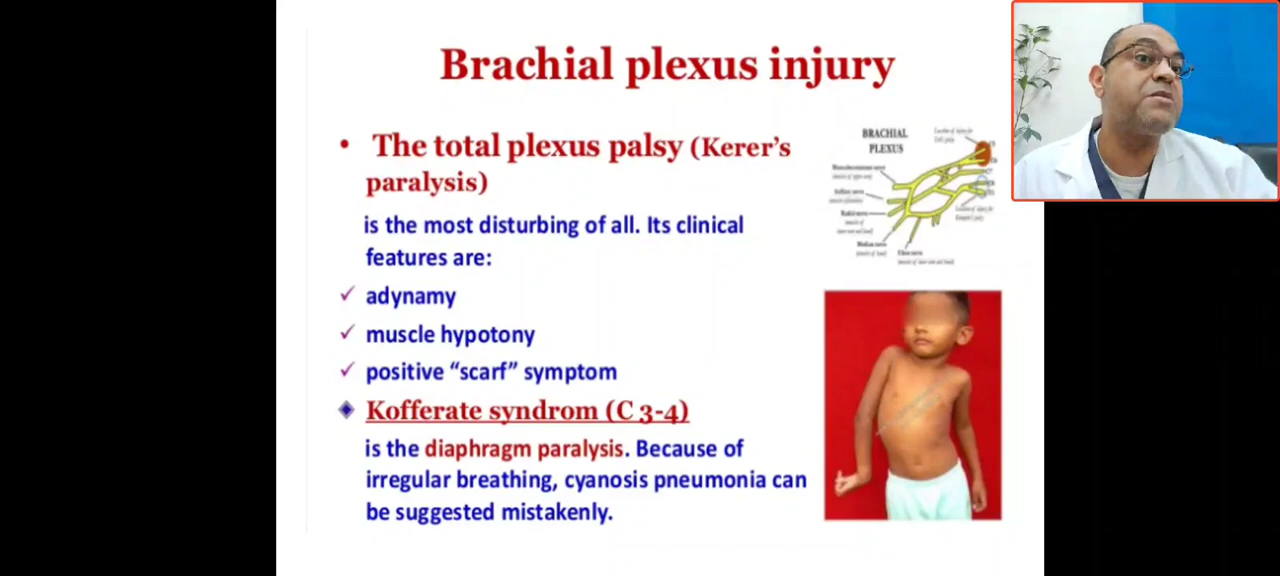 Brachial plexus injury
• The total plexus palsy (Kerer's
paralysis)
is the most disturbing of all. Its clinical
features are:
✓ adynamy
✓ muscle hypotony
✓ positive “scarf” symptom
Kofferate syndrom (C 3-4)
is the diaphragm paralysis. Because of
irregular breathing, cyanosis pneumonia can
be suggested mistakenly.
BRACHIAL
PLEXUS